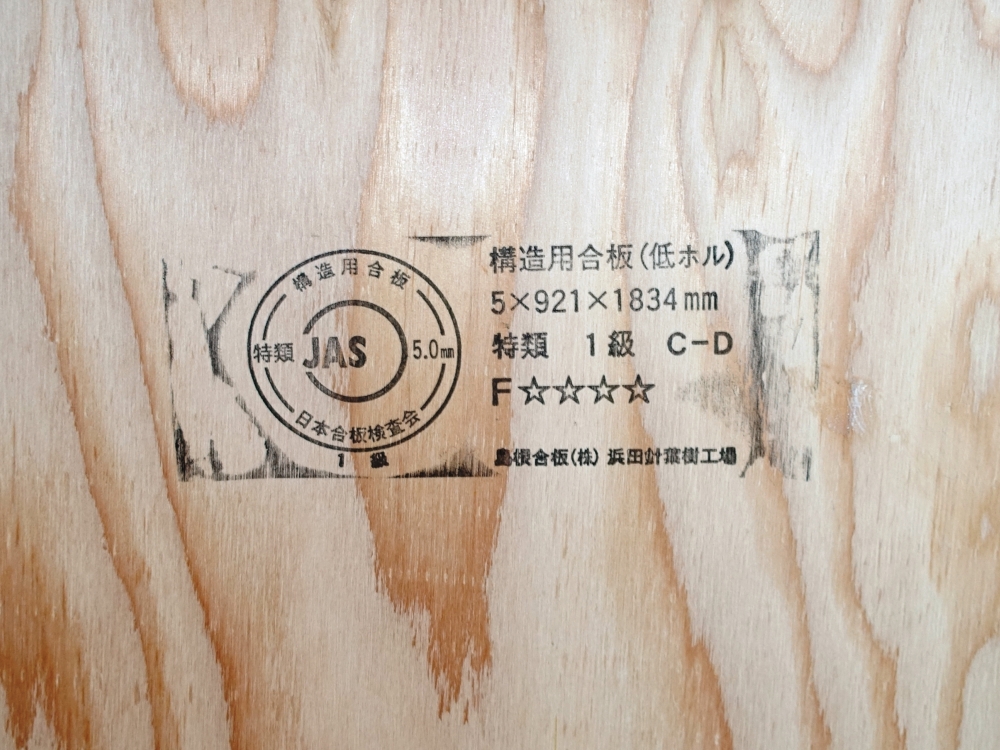 構造用合板
特類 JAS 5.0mm
日本合板検査会
1 級
構造用合板(低ホル)
5×921×1834mm
特類 1級 C-D
F☆☆☆☆
島根合板(株) 浜田針葉樹工場